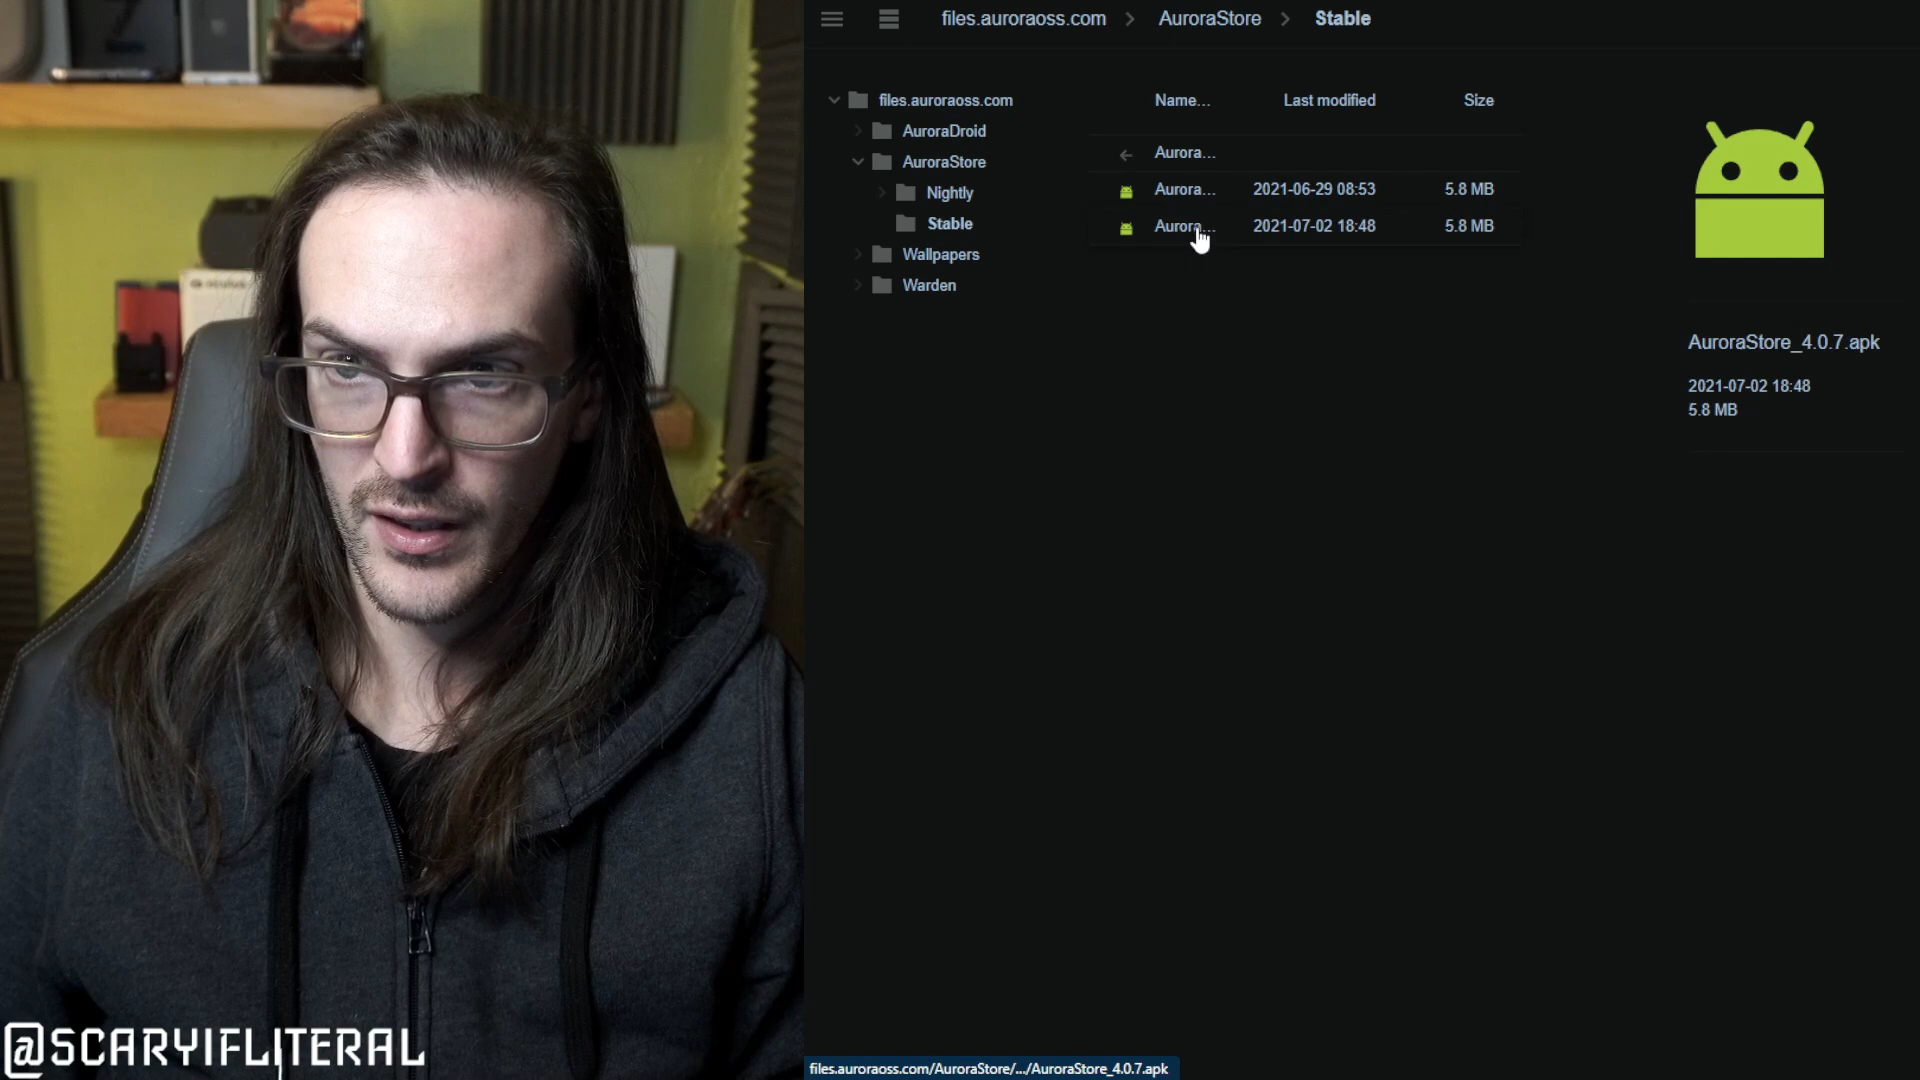 files.auroraoss.com > AuroraStore > Stable
files.auroraoss.com
AuroraDroid
AuroraStore
Nightly
Stable
Wallpapers
Warden
Name... Last modified Size
Aurora...
Aurora... 2021-06-29 08:53 5.8 MB
Aurora... 2021-07-02 18:48 5.8 MB
AuroraStore_4.0.7.apk
2021-07-02 18:48
5.8 MB
@SCARYIFLITERAL
files.auroraoss.com/AuroraStore/.../AuroraStore_4.0.7.apk